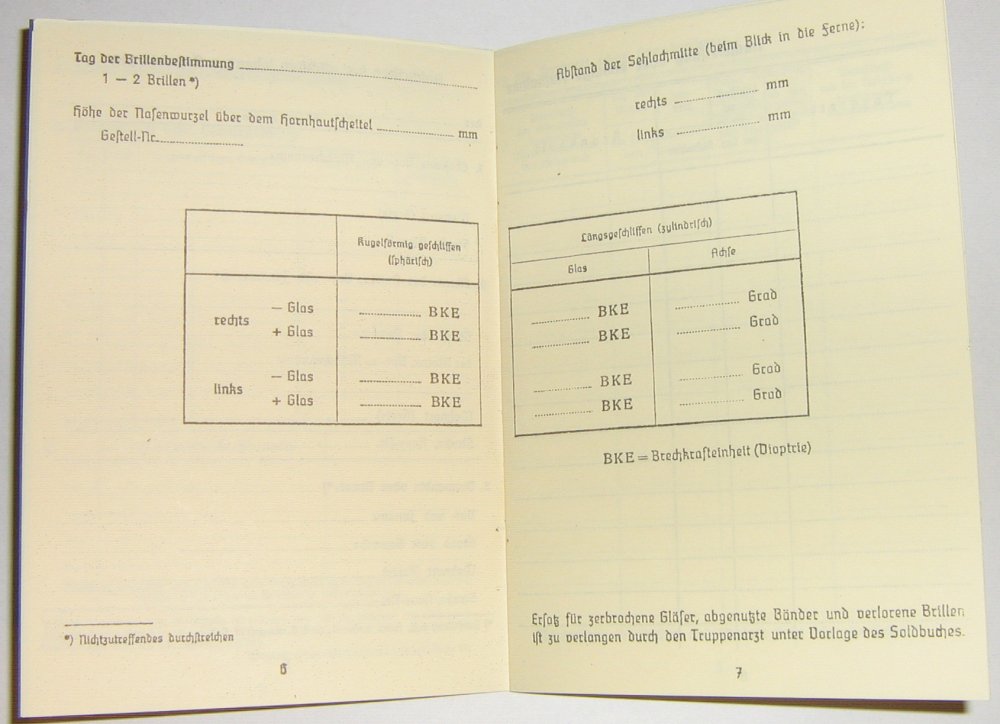 Tag der Brillenbestimmung ..........
1 — 2 Brillen *)
Höhe der Nasenwurzel über dem Hornhautscheitel .......... mm
Gestell-Nr. ..........
Kugelförmig geschliffen
(sphärisch)
rechts
— Glas .......... BKE
+ Glas .......... BKE
links
— Glas .......... BKE
+ Glas .......... BKE
*) Nichtzutreffendes durchstreichen
6
Abstand der Sehlochmitte (beim Blick in die Ferne):
rechts .......... mm
links .......... mm
Längsgeschliffen (zylindrisch)
Glas Achse
.......... BKE .......... Grad
.......... BKE .......... Grad
.......... BKE .......... Grad
.......... BKE .......... Grad
BKE = Brechkrafteinheit (Dioptrie)
Ersatz für zerbrochene Gläser, abgenutzte Bänder und verlorene Brillen
ist zu verlangen durch den Truppenarzt unter Vorlage des Soldbuches.
7